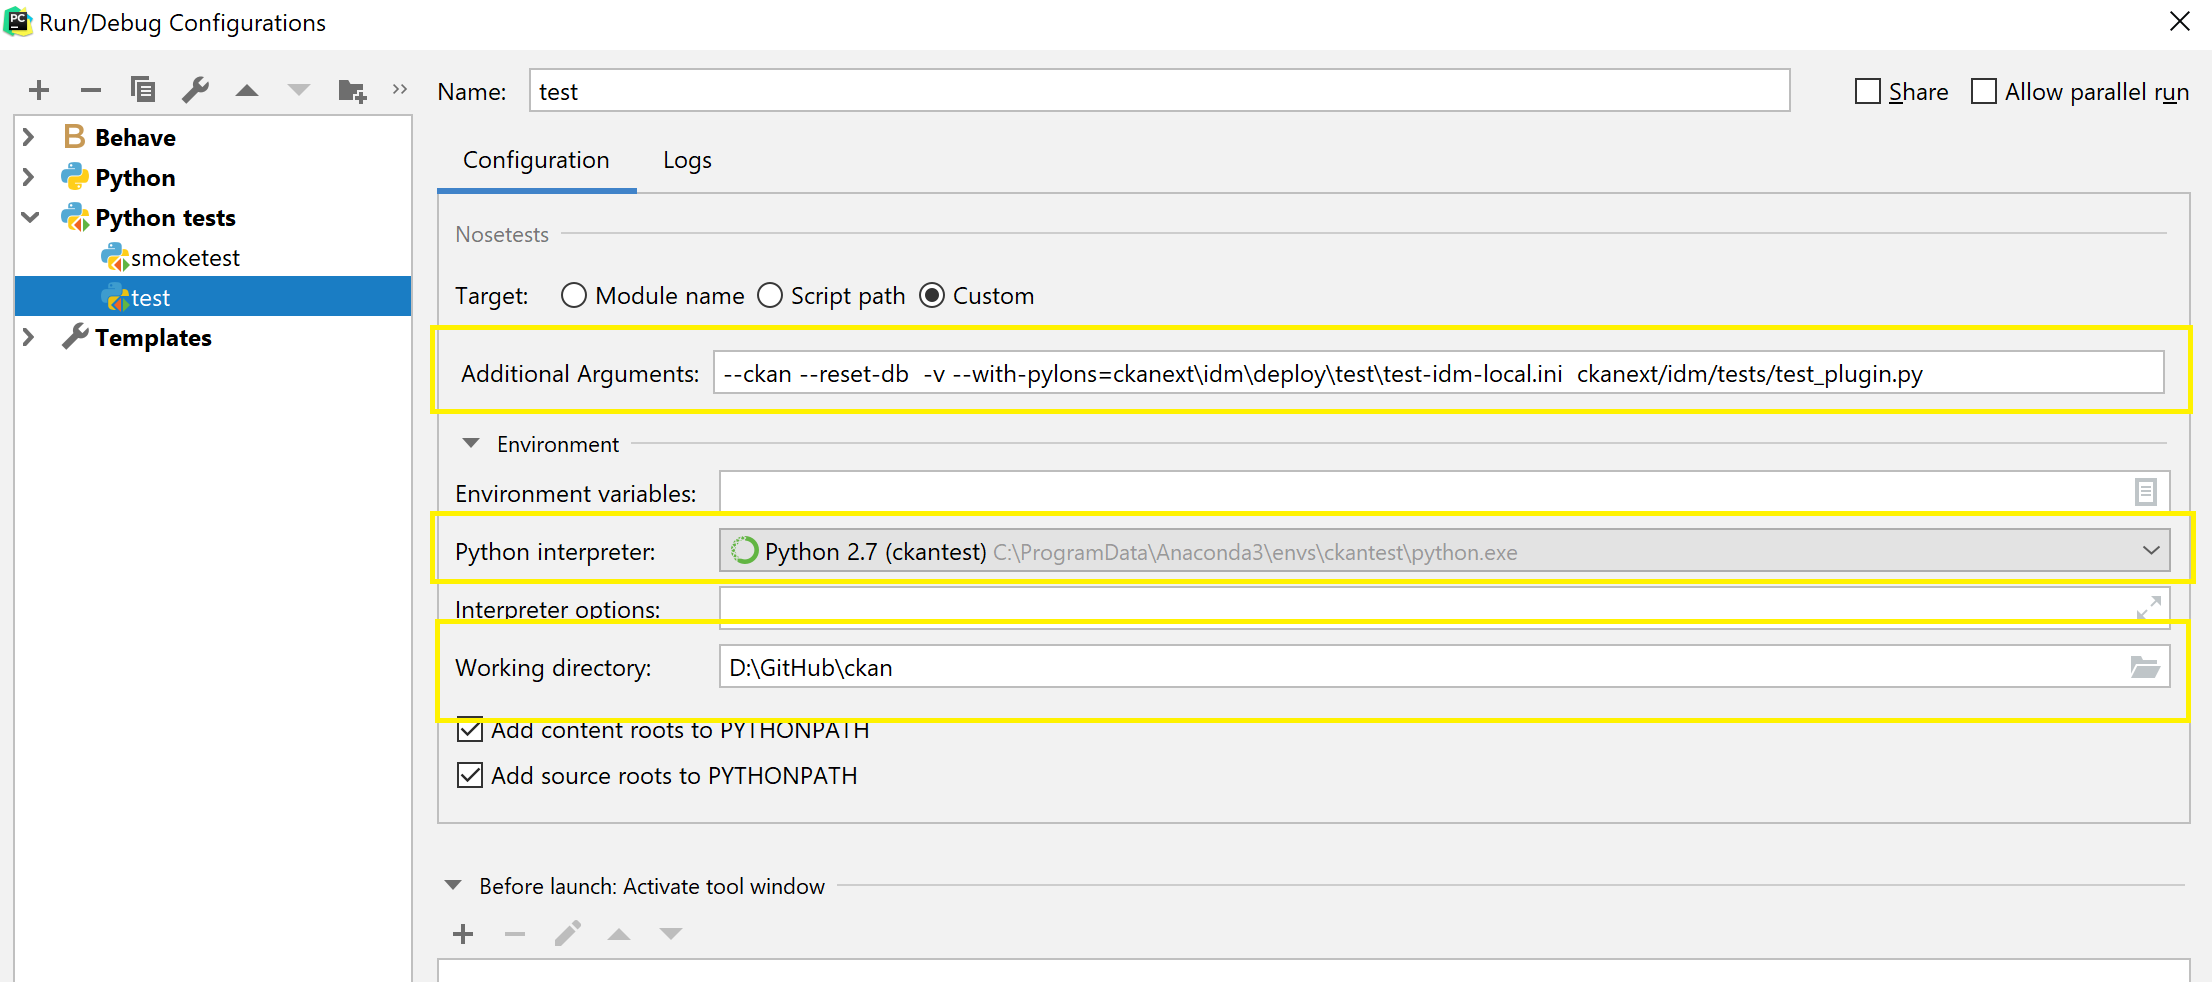 Run/Debug Configurations
Name: test
Share
Allow parallel run
Behave
Python
Python tests
smoketest
test
Templates
Configuration Logs
Nosetests
Target: Module name Script path Custom
Additional Arguments: --ckan --reset-db  -v --with-pylons=ckanext\idm\deploy\test\test-idm-local.ini  ckanext/idm/tests/test_plugin.py
Environment
Environment variables:
Python interpreter: Python 2.7 (ckantest) C:\ProgramData\Anaconda3\envs\ckantest\python.exe
Interpreter options:
Working directory: D:\GitHub\ckan
Add content roots to PYTHONPATH
Add source roots to PYTHONPATH
Before launch: Activate tool window